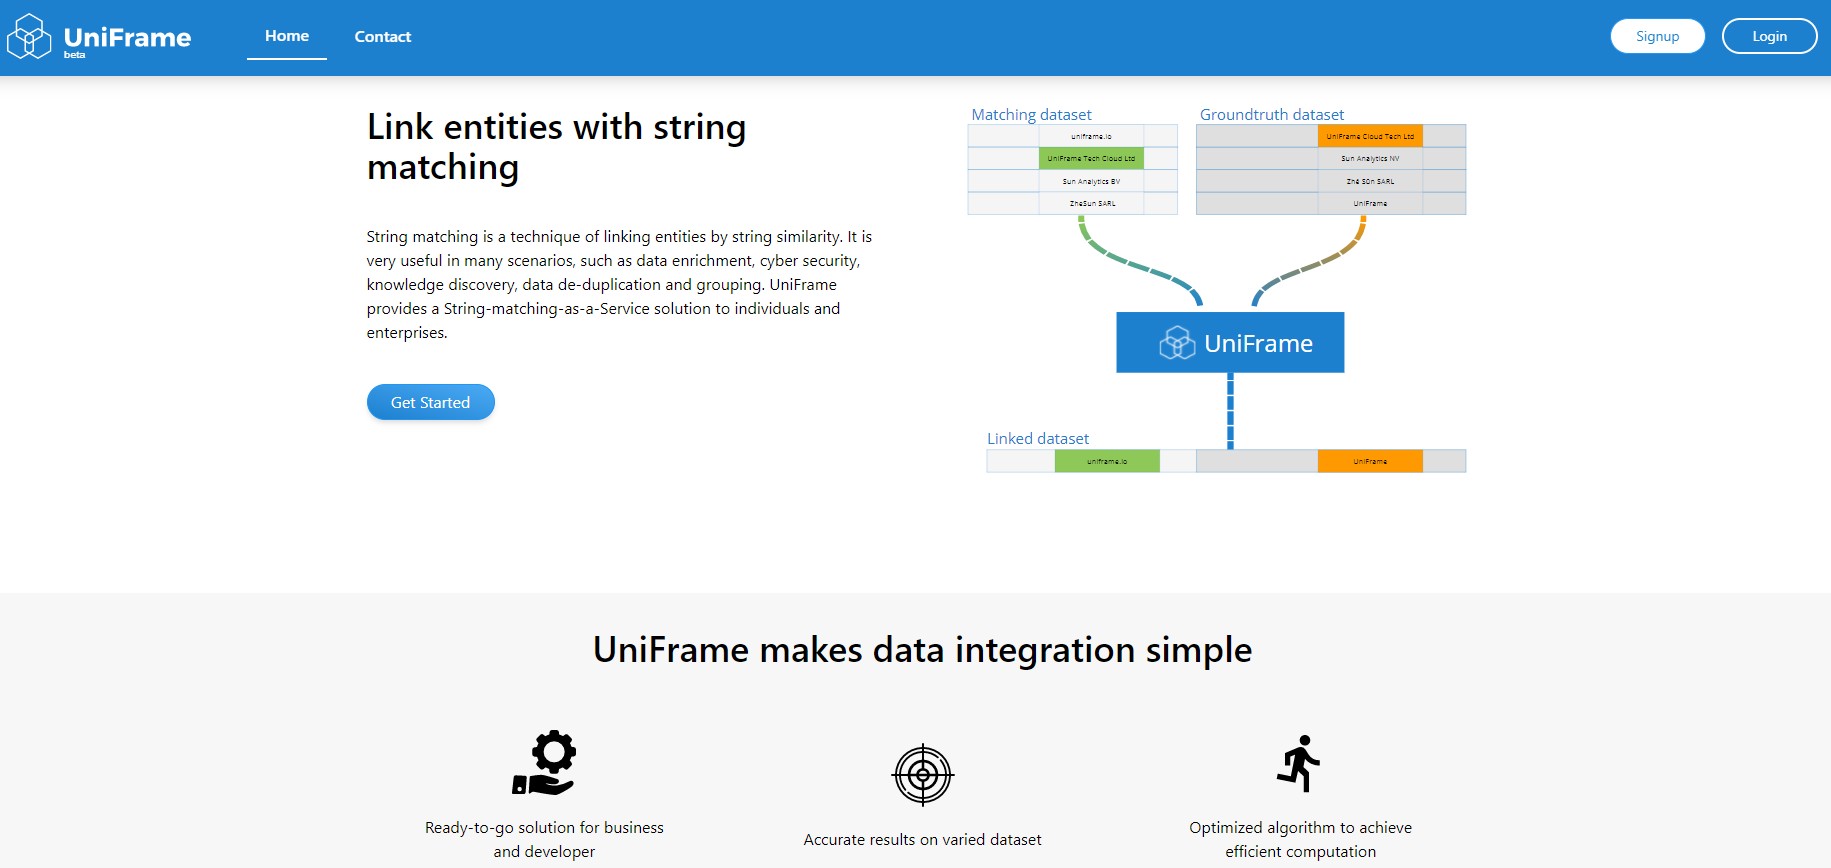 UniFrame
beta
Home
Contact
Signup
Login
Link entities with string
matching
String matching is a technique of linking entities by string similarity. It is
very useful in many scenarios, such as data enrichment, cyber security,
knowledge discovery, data de-duplication and grouping. UniFrame
provides a String-matching-as-a-Service solution to individuals and
enterprises.
Get Started
Matching dataset
uniframe.io
UniFrame Tech Cloud Ltd
Sun Analytics BV
ZheSun SARL
Groundtruth dataset
UniFrame Cloud Tech Ltd
Sun Analytics NV
Zhé Sūn SARL
UniFrame
UniFrame
Linked dataset
uniframe.io
UniFrame
UniFrame makes data integration simple
Ready-to-go solution for business
and developer
Accurate results on varied dataset
Optimized algorithm to achieve
efficient computation